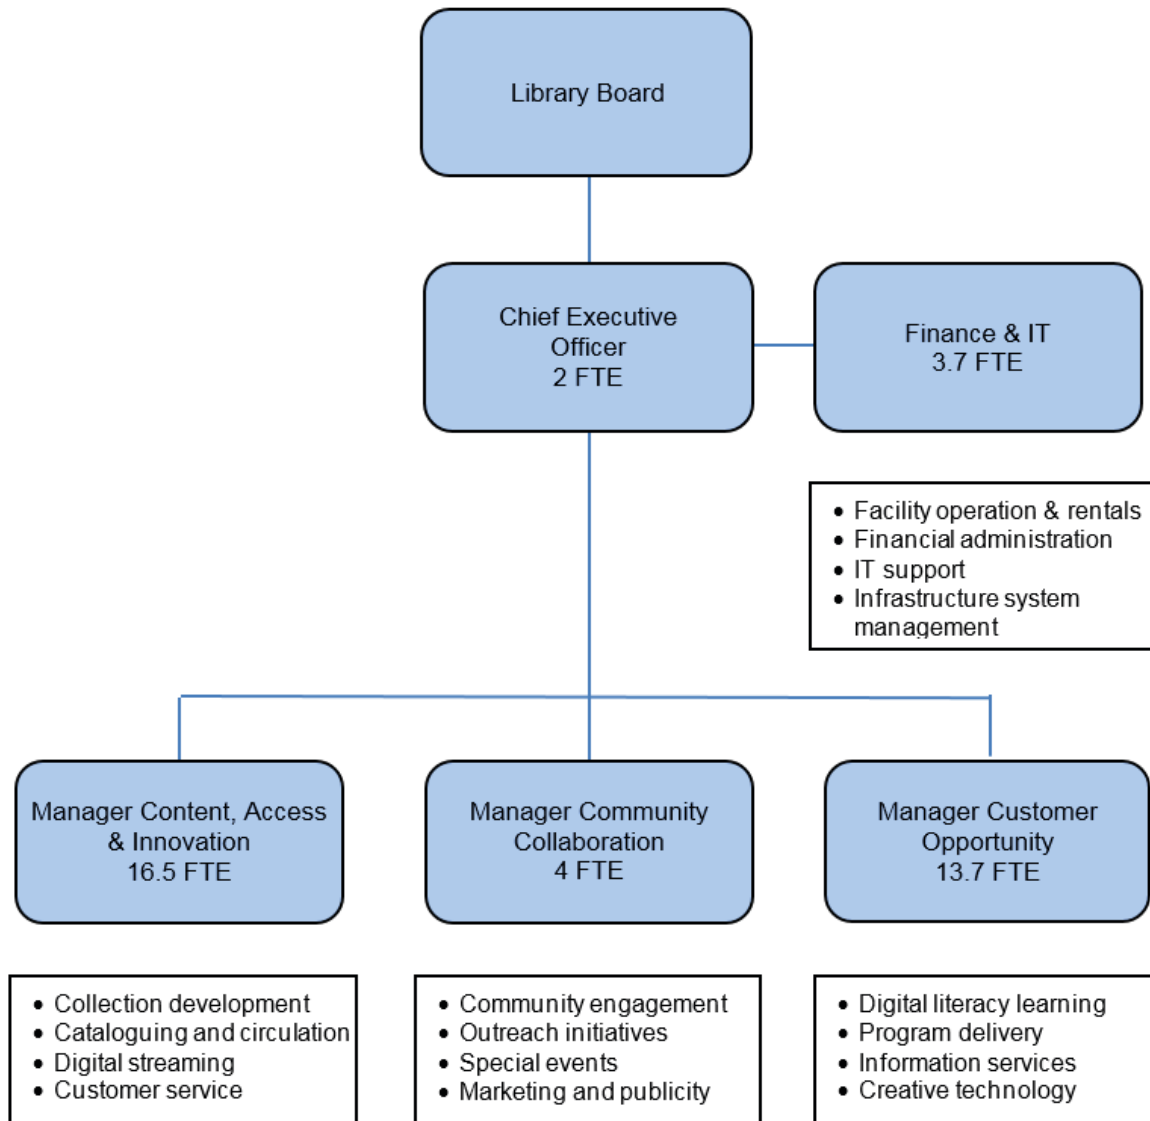 Library Board
Chief Executive
Officer
2 FTE
Finance & IT
3.7 FTE
• Facility operation & rentals
• Financial administration
• IT support
• Infrastructure system
management
Manager Content, Access
& Innovation
16.5 FTE
Manager Community
Collaboration
4 FTE
Manager Customer
Opportunity
13.7 FTE
• Collection development
• Cataloguing and circulation
• Digital streaming
• Customer service
• Community engagement
• Outreach initiatives
• Special events
• Marketing and publicity
• Digital literacy learning
• Program delivery
• Information services
• Creative technology